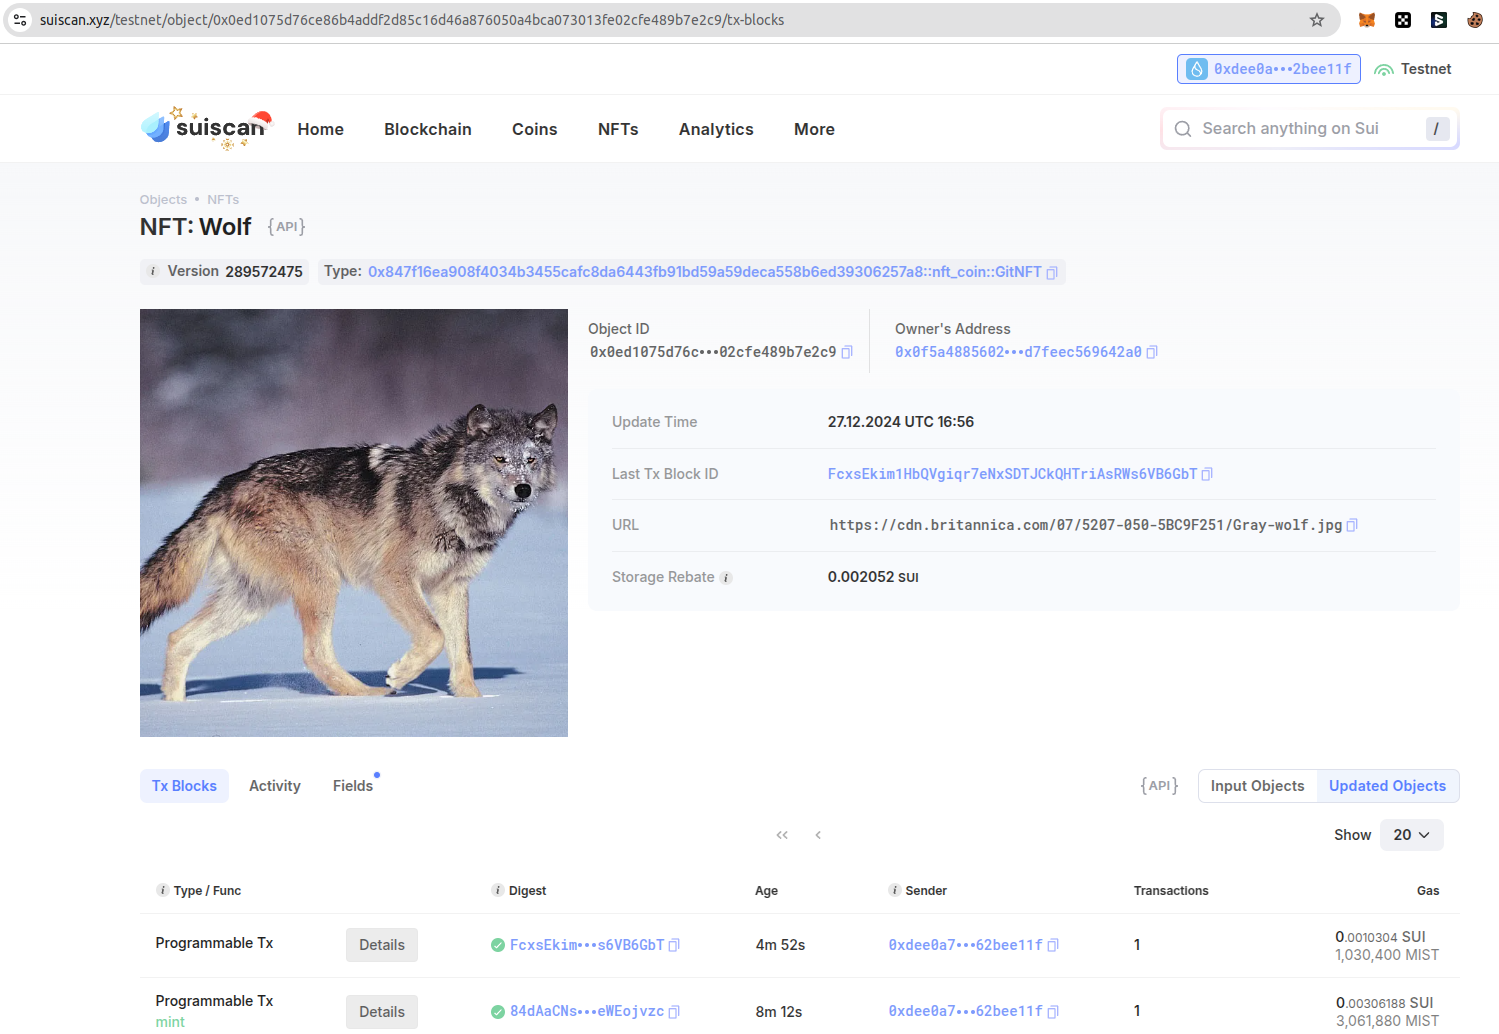 suiscan.xyz/testnet/object/0x0ed1075d76ce86b4addf2d85c16d46a876050a4bca073013fe02cfe489b7e2c9/tx-blocks
0xdee0a•••2bee11f Testnet
suiscan Home Blockchain Coins NFTs Analytics More Search anything on Sui /
Objects • NFTs
NFT: Wolf {API}
i Version 289572475 Type: 0x847f16ea908f4034b3455cafc8da6443fb91bd59a59deca558b6ed39306257a8::nft_coin::GitNFT
Object ID Owner's Address
0x0ed1075d76c•••02cfe489b7e2c9 0x0f5a4885602•••d7feec569642a0
Update Time 27.12.2024 UTC 16:56
Last Tx Block ID FcxsEkim1HbQVgiqr7eNxSDTJCkQHTriAsRWs6VB6GbT
URL https://cdn.britannica.com/07/5207-050-5BC9F251/Gray-wolf.jpg
Storage Rebate i 0.002052 SUI
Tx Blocks Activity Fields {API} Input Objects Updated Objects
Show 20
i Type / Func i Digest Age i Sender Transactions Gas
Programmable Tx Details FcxsEkim•••s6VB6GbT 4m 52s 0xdee0a7•••62bee11f 1 0.0010304 SUI
1,030,400 MIST
Programmable Tx Details 84dAaCNs•••eWEojvzc 8m 12s 0xdee0a7•••62bee11f 1 0.00306188 SUI
mint 3,061,880 MIST